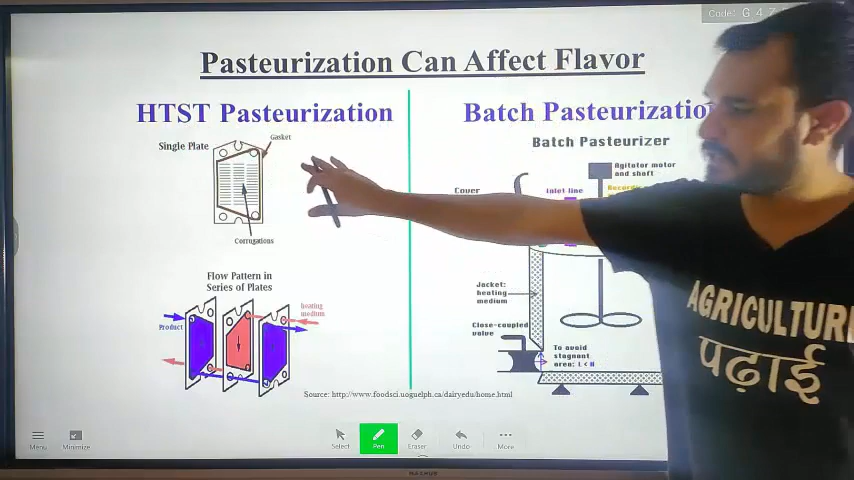 Code: G 4 Z
Pasteurization Can Affect Flavor
HTST Pasteurization
Batch Pasteurizatio
Single Plate
Gasket
Corrugations
Flow Pattern in
Series of Plates
Product
heating
medium
Batch Pasteurizer
Agitator motor
and shaft
Cover
Inlet line
Jacket:
heating
medium
Close-coupled
valve
To avoid
stagnant
area: L < H
Source: http://www.foodsci.uoguelph.ca/dairyedu/home.html
Menu
Minimize
Select
Pen
Eraser
Undo
More
AGRICULTURE
पढ़ाई